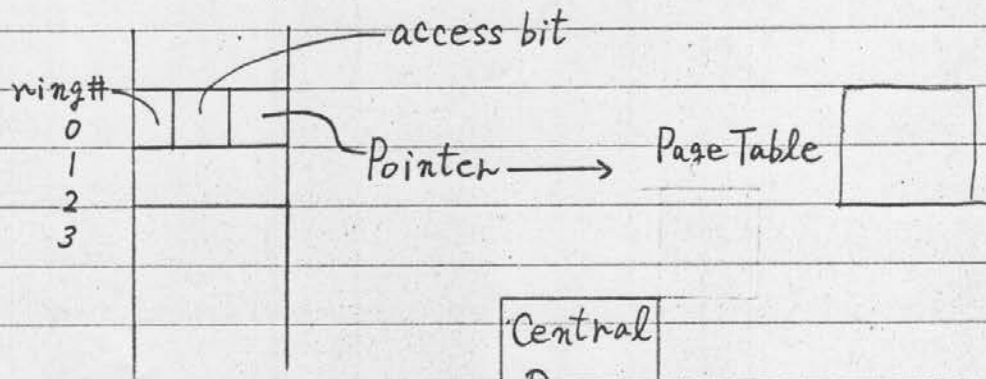 access bit
ring#
0
1
Pointer → Page Table
2
3
Central